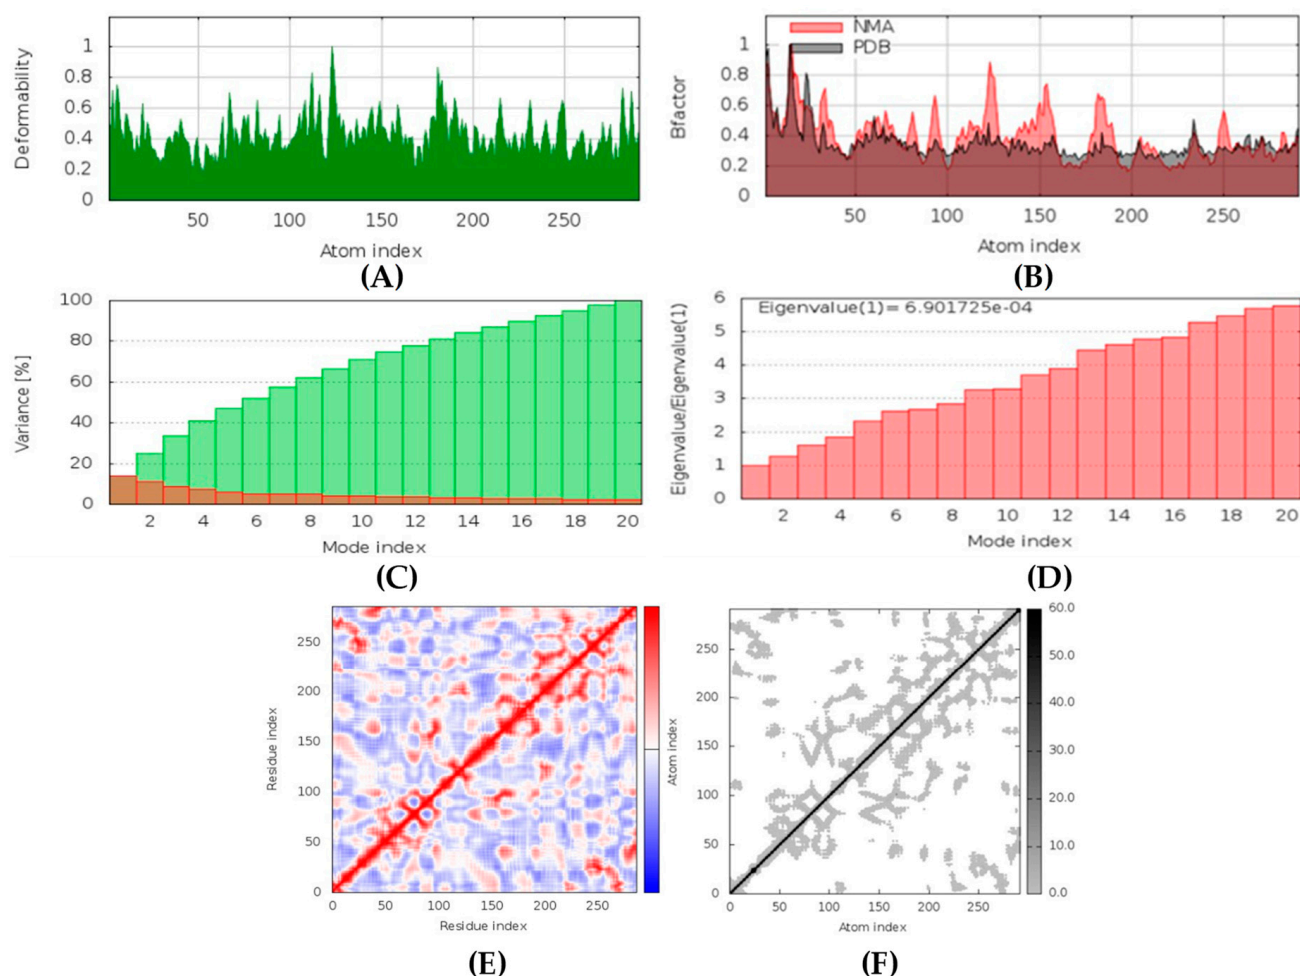 Deformability
1
0.8
0.6
0.4
0.2
0
50 100 150 200 250
Atom index
(A)
Bfactor
1
0.8
0.6
0.4
0.2
0
NMA
PDB
50 100 150 200 250
Atom index
(B)
Variance [%]
100
80
60
40
20
0
2 4 6 8 10 12 14 16 18 20
Mode index
(C)
Eigenvalue/Eigenvalue(1)
6
5
4
3
2
1
0
Eigenvalue(1)= 6.901725e-04
2 4 6 8 10 12 14 16 18 20
Mode index
(D)
Residue index
250
200
150
100
50
0
0 50 100 150 200 250
Residue index
(E)
Atom index
250
200
150
100
50
0
0 50 100 150 200 250
Atom index
60.0
50.0
40.0
30.0
20.0
10.0
0.0
(F)